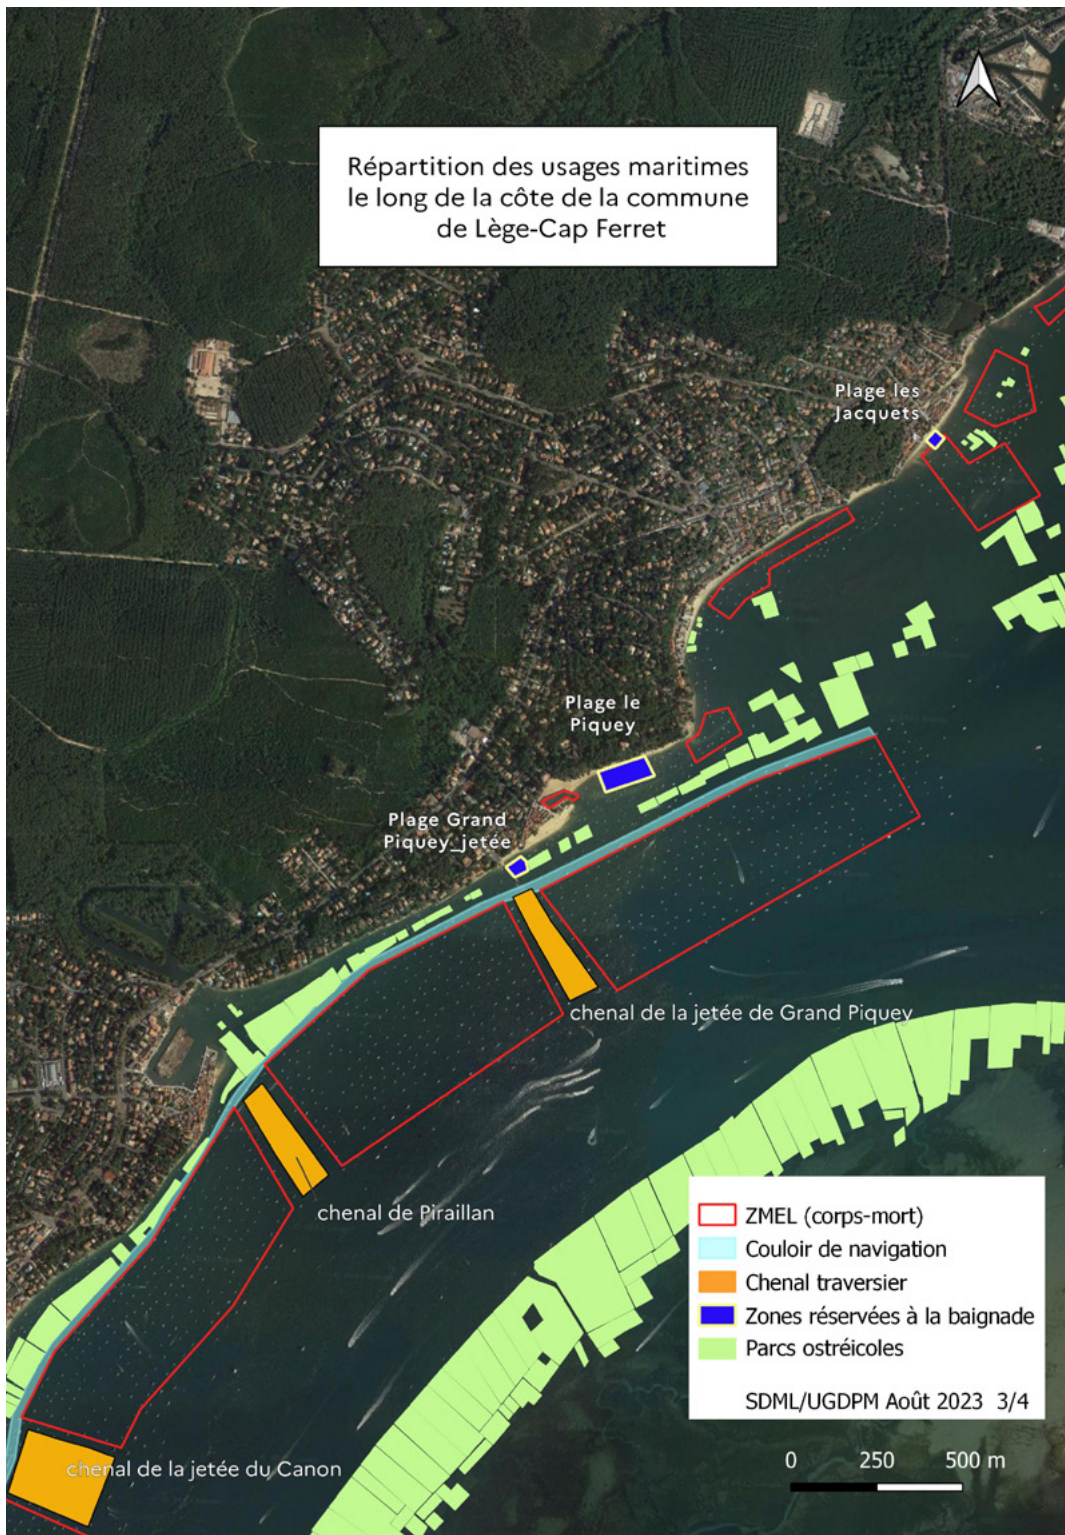 Répartition des usages maritimes
le long de la côte de la commune
de Lège-Cap Ferret
Plage les
Jacquets
Plage le
Piquey
Plage Grand
Piquey_jetée
chenal de la jetée de Grand Piquey
chenal de Piraillan
chenal de la jetée du Canon
ZMEL (corps-mort)
Couloir de navigation
Chenal traversier
Zones réservées à la baignade
Parcs ostréicoles
SDML/UGDPM Août 2023 3/4
0 250 500 m